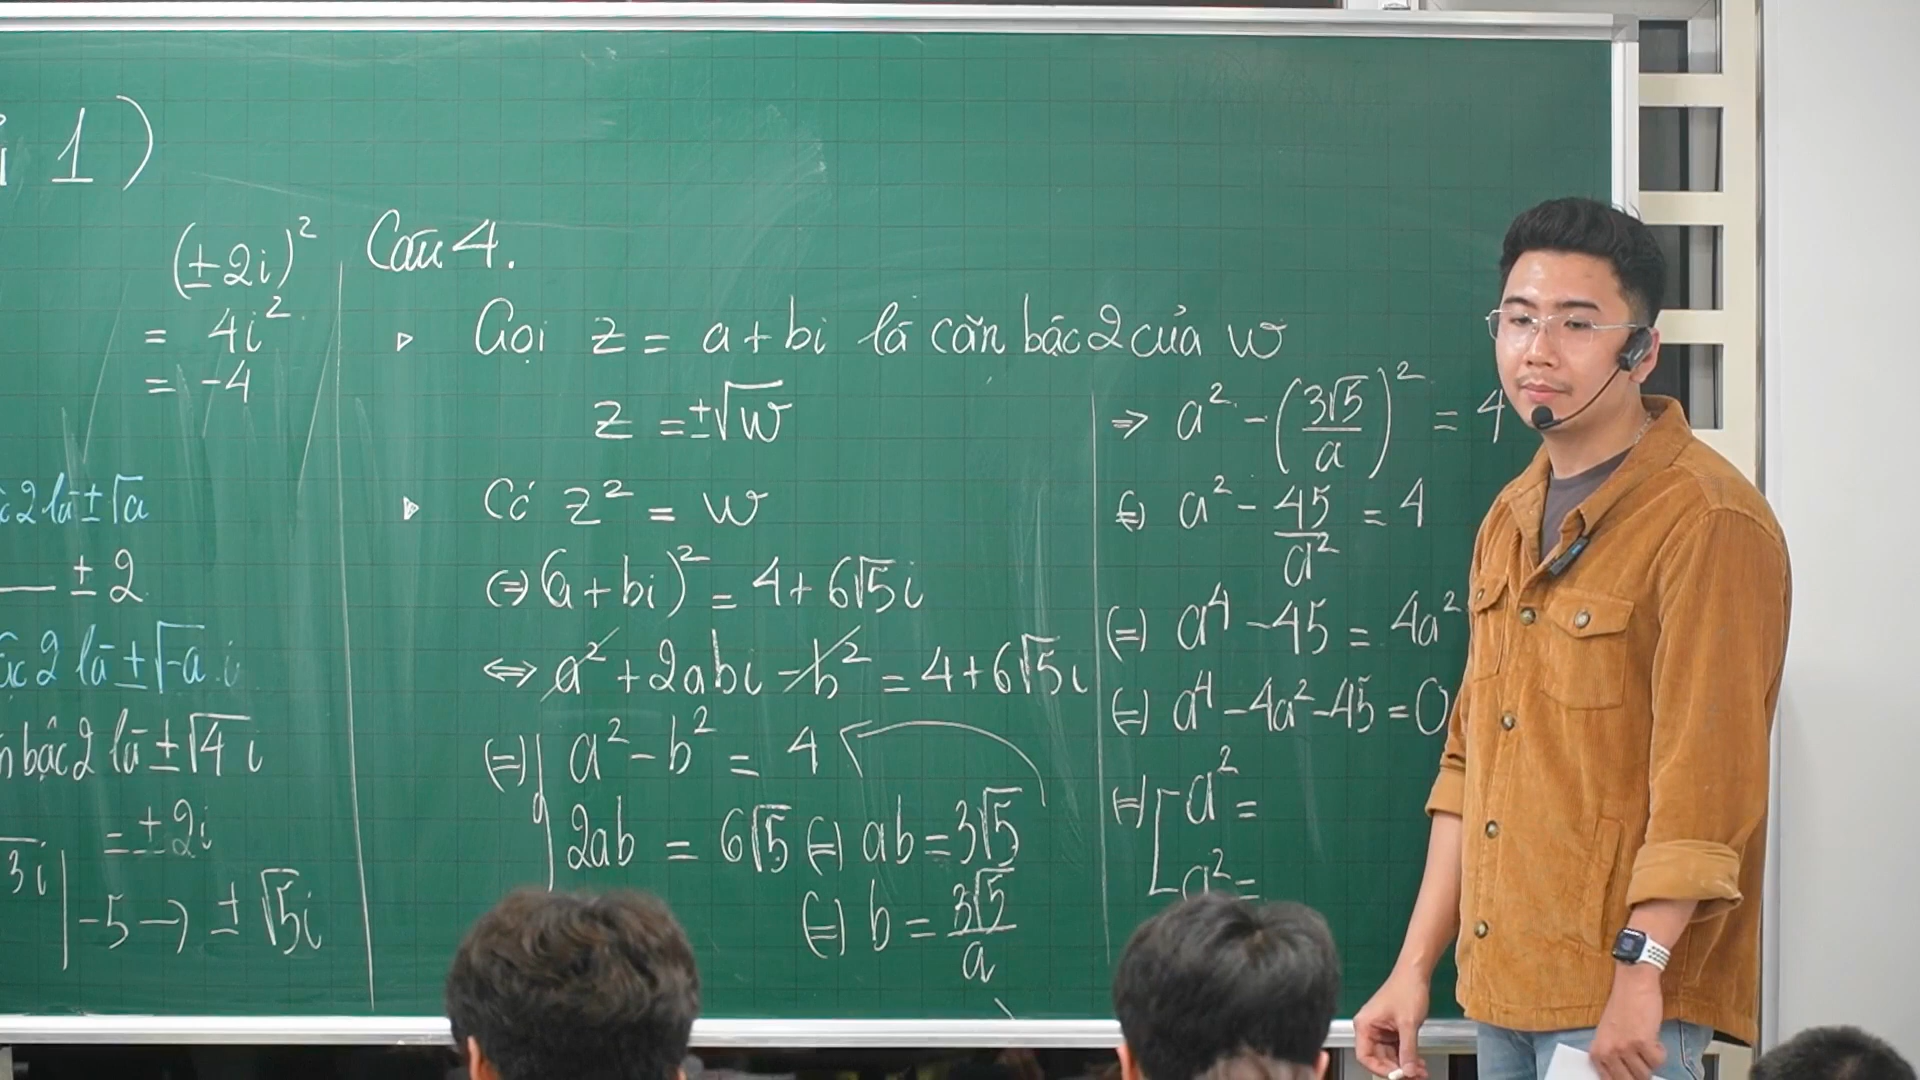 1)
(±2i)²
= 4i²
= -4
2 là ±√a
± 2
2 là ±√-a i
bậc 2 là ±√4 i
= ±2i
3i
-5 → ± √5i
Câu 4.
▹ Gọi z = a + bi là căn bậc 2 của w
z = ±√w
▹ Có z² = w
⇔ (a + bi)² = 4 + 6√5i
⇔ a² + 2abi - b² = 4 + 6√5i
⇔ { a² - b² = 4
2ab = 6√5 ⇔ ab = 3√5
⇔ b = 3√5/a
⇒ a² - (3√5/a)² = 4
⇔ a² - 45/a² = 4
⇔ a⁴ - 45 = 4a²
⇔ a⁴ - 4a² - 45 = 0
⇔ [ a² =
a² =